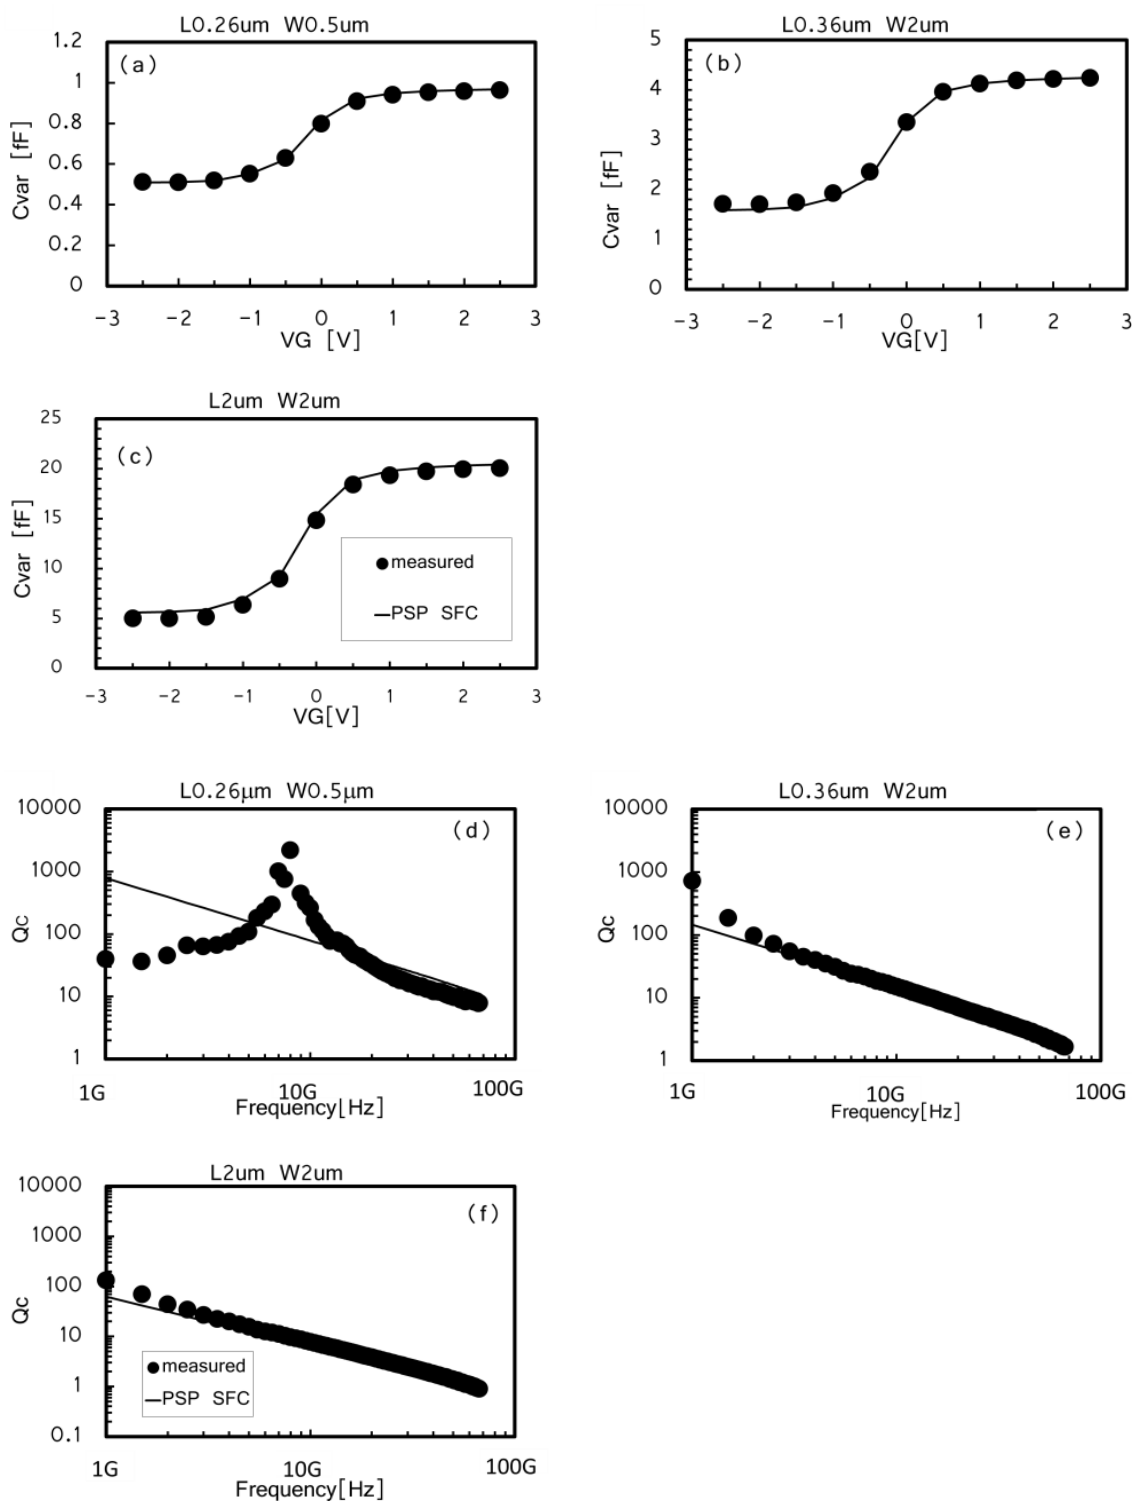 L0.26um W0.5um
(a)
1.2
1
0.8
0.6
0.4
0.2
0
Cvar [fF]
−3 −2 −1 0 1 2 3
VG [V]
L0.36um W2um
(b)
5
4
3
2
1
0
Cvar [fF]
−3 −2 −1 0 1 2 3
VG[V]
L2um W2um
(c)
25
20
15
10
5
0
Cvar [fF]
measured
PSP SFC
−3 −2 −1 0 1 2 3
VG[V]
L0.26μm W0.5μm
(d)
10000
1000
100
10
1
Qc
1G 10G 100G
Frequency[Hz]
L0.36um W2um
(e)
10000
1000
100
10
1
Qc
1G 10G 100G
Frequency[Hz]
L2um W2um
(f)
10000
1000
100
10
1
0.1
Qc
measured
PSP SFC
1G 10G 100G
Frequency[Hz]